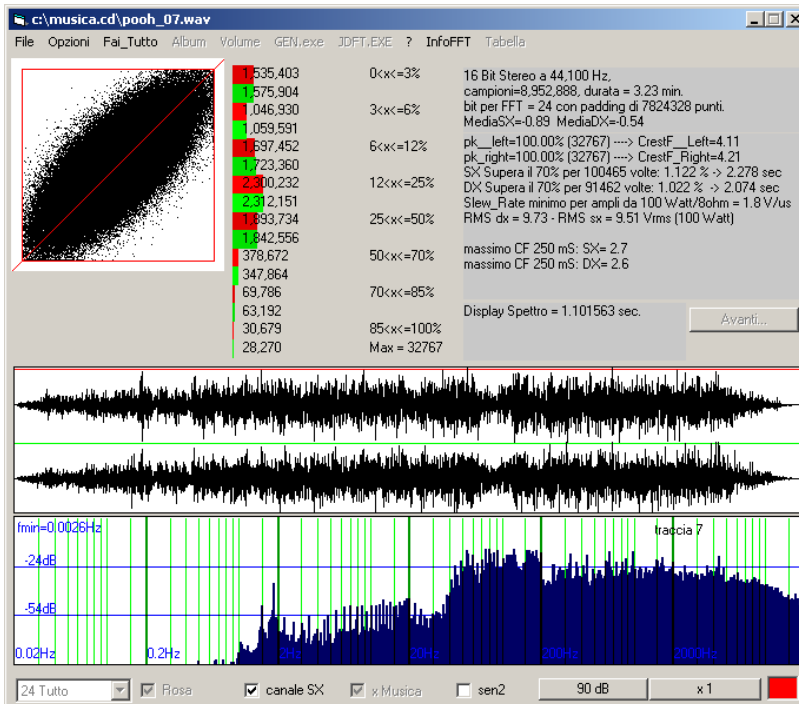 c:\musica.cd\pooh_07.wav
File Opzioni Fai_Tutto Album Volume GEN.exe JDFT.EXE ? InfoFFT Tabella
1,535,403 0<x<=3%
1,575,904
1,046,930 3<x<=6%
1,059,591
1,697,452 6<x<=12%
1,723,360
2,300,232 12<x<=25%
2,312,151
1,893,734 25<x<=50%
1,842,556
378,672 50<x<=70%
347,864
69,786 70<x<=85%
63,192
30,679 85<x<=100%
28,270 Max = 32767
16 Bit Stereo a 44,100 Hz,
campioni=8,952,888, durata = 3.23 min.
bit per FFT = 24 con padding di 7824328 punti.
MediaSX=-0.89 MediaDX=-0.54
pk__left=100.00% (32767) ----> CrestF__Left=4.11
pk_right=100.00% (32767) ----> CrestF_Right=4.21
SX Supera il 70% per 100465 volte: 1.122 % -> 2.278 sec
DX Supera il 70% per 91462 volte: 1.022 % -> 2.074 sec
Slew_Rate minimo per ampli da 100 Watt/8ohm = 1.8 V/us
RMS dx = 9.73 - RMS sx = 9.51 Vrms (100 Watt)
massimo CF 250 mS: SX= 2.7
massimo CF 250 mS: DX= 2.6
Display Spettro = 1.101563 sec.
Avanti...
fmin=0.0026Hz traccia 7
-24dB
-54dB
0.02Hz 0.2Hz 2Hz 20Hz 200Hz 2000Hz
24 Tutto Rosa canale SX x Musica sen2 90 dB x 1